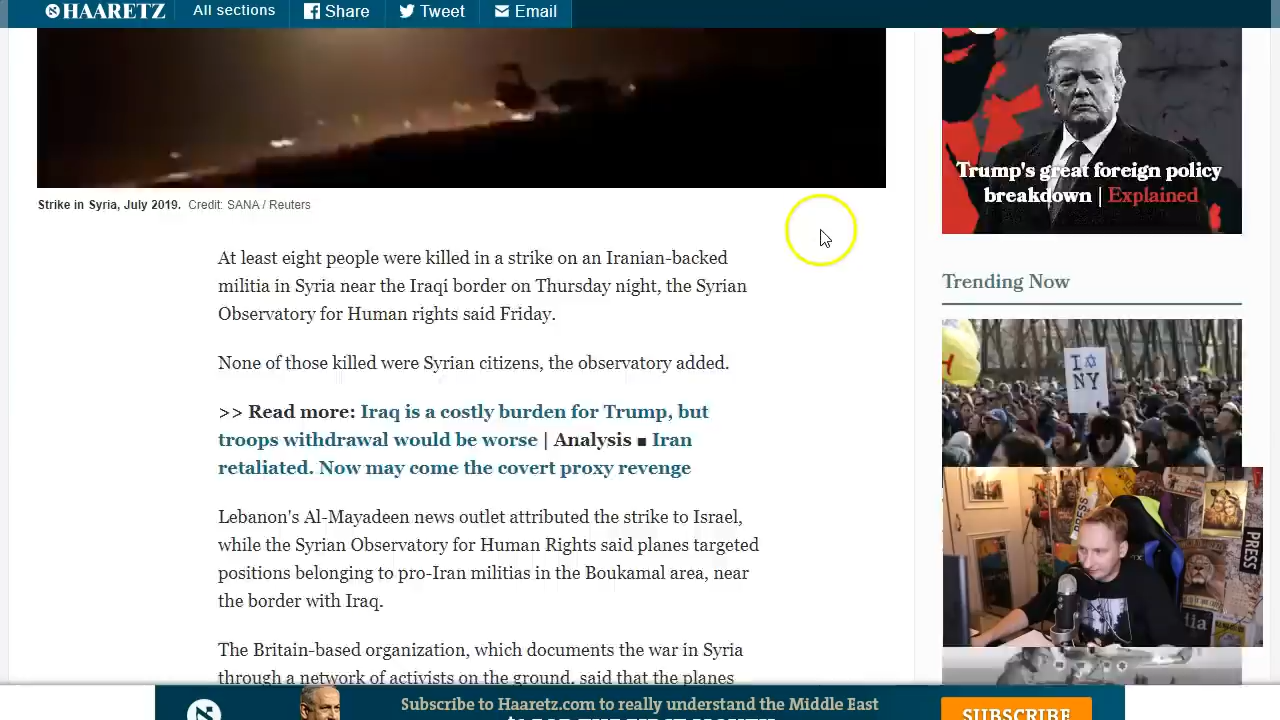 HAARETZ
All sections
Share
Tweet
Email
Strike in Syria, July 2019. Credit: SANA / Reuters
At least eight people were killed in a strike on an Iranian-backed
militia in Syria near the Iraqi border on Thursday night, the Syrian
Observatory for Human rights said Friday.
None of those killed were Syrian citizens, the observatory added.
>> Read more: Iraq is a costly burden for Trump, but
troops withdrawal would be worse | Analysis ■ Iran
retaliated. Now may come the covert proxy revenge
Lebanon's Al-Mayadeen news outlet attributed the strike to Israel,
while the Syrian Observatory for Human Rights said planes targeted
positions belonging to pro-Iran militias in the Boukamal area, near
the border with Iraq.
The Britain-based organization, which documents the war in Syria
through a network of activists on the ground, said that the planes
Trump's great foreign policy
breakdown | Explained
Trending Now
I ✡
NY
PRESS
PRESS
Subscribe to Haaretz.com to really understand the Middle East
SUBSCRIBE